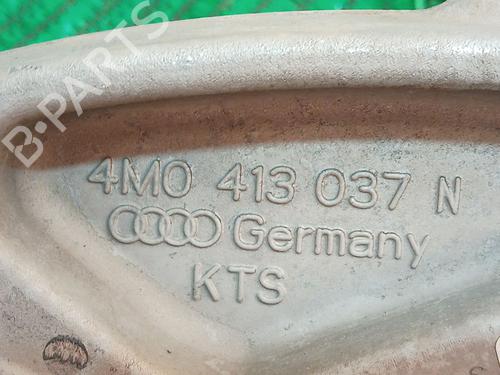 B-PARTS
4M0 413 037 N
Germany
KTS
S